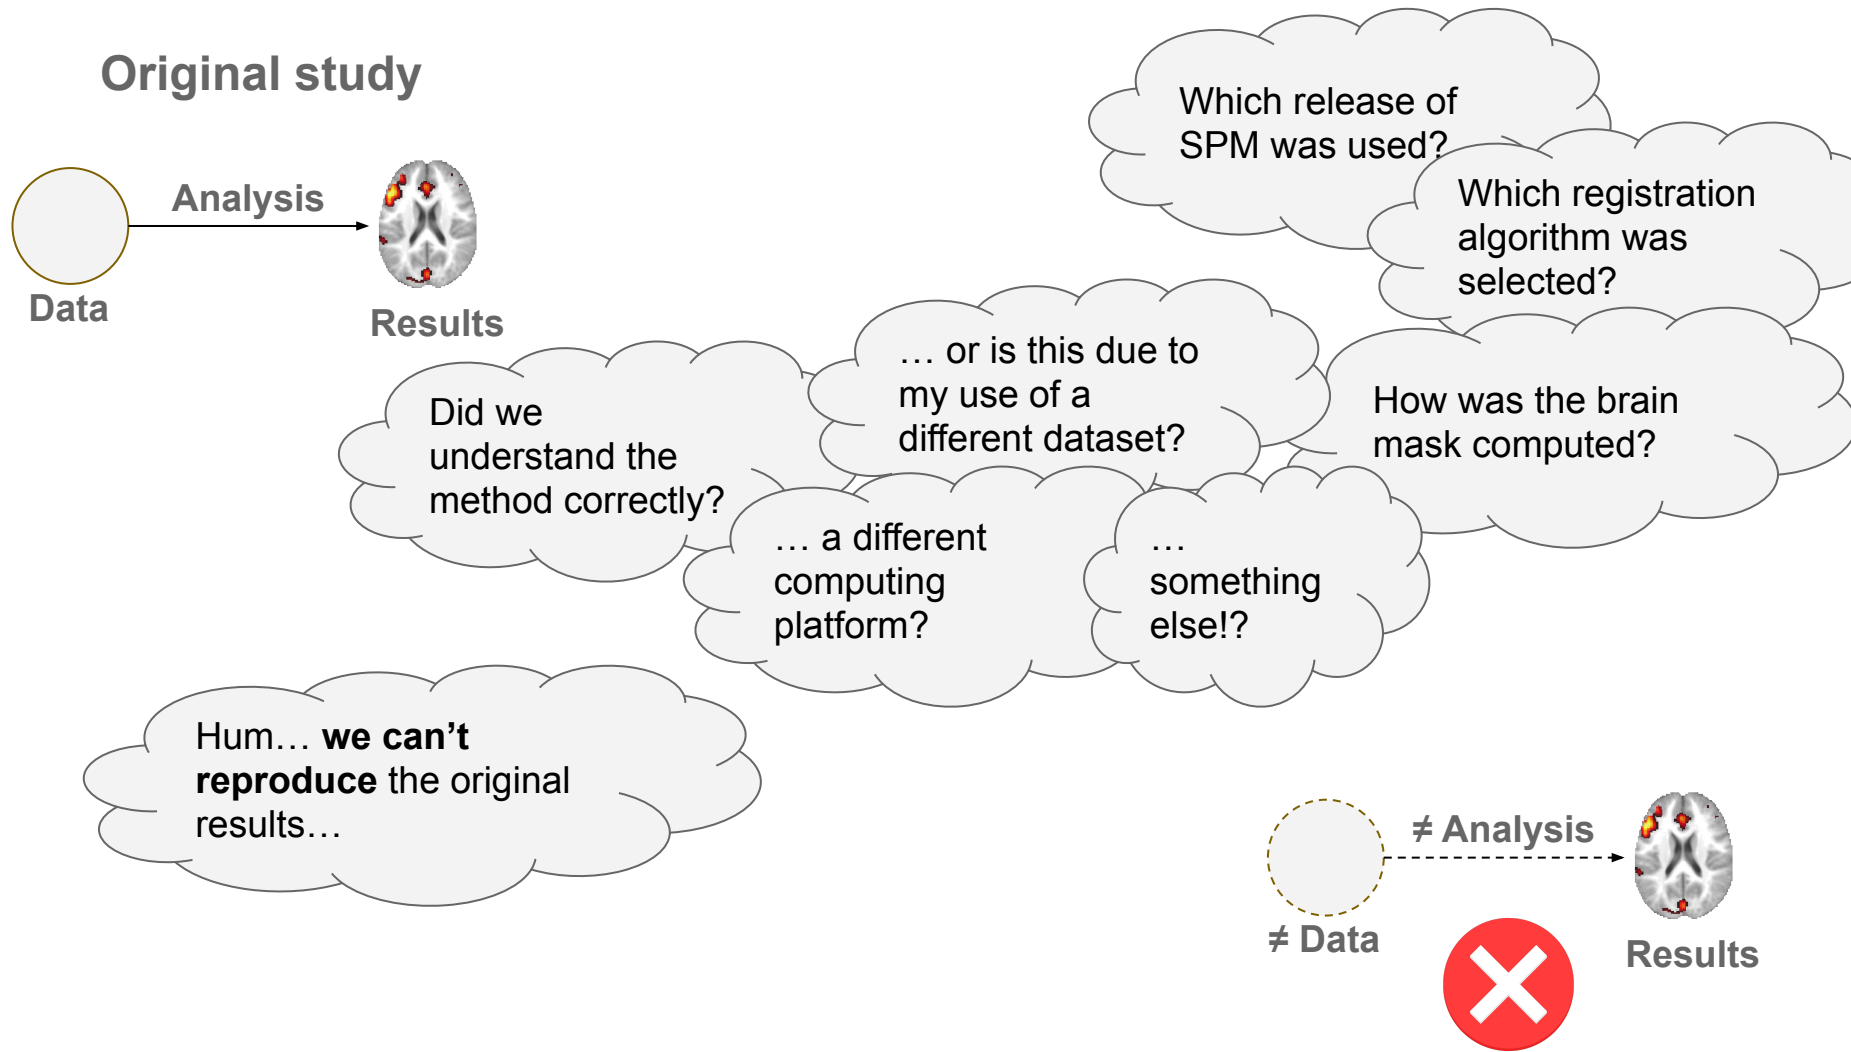 Original study
Analysis
Data
Results
Which release of
SPM was used?
Which registration
algorithm was
selected?
How was the brain
mask computed?
… or is this due to
my use of a
different dataset?
Did we
understand the
method correctly?
… a different
computing
platform?
…
something
else!?
Hum… we can’t
reproduce the original
results…
≠ Analysis
≠ Data
Results